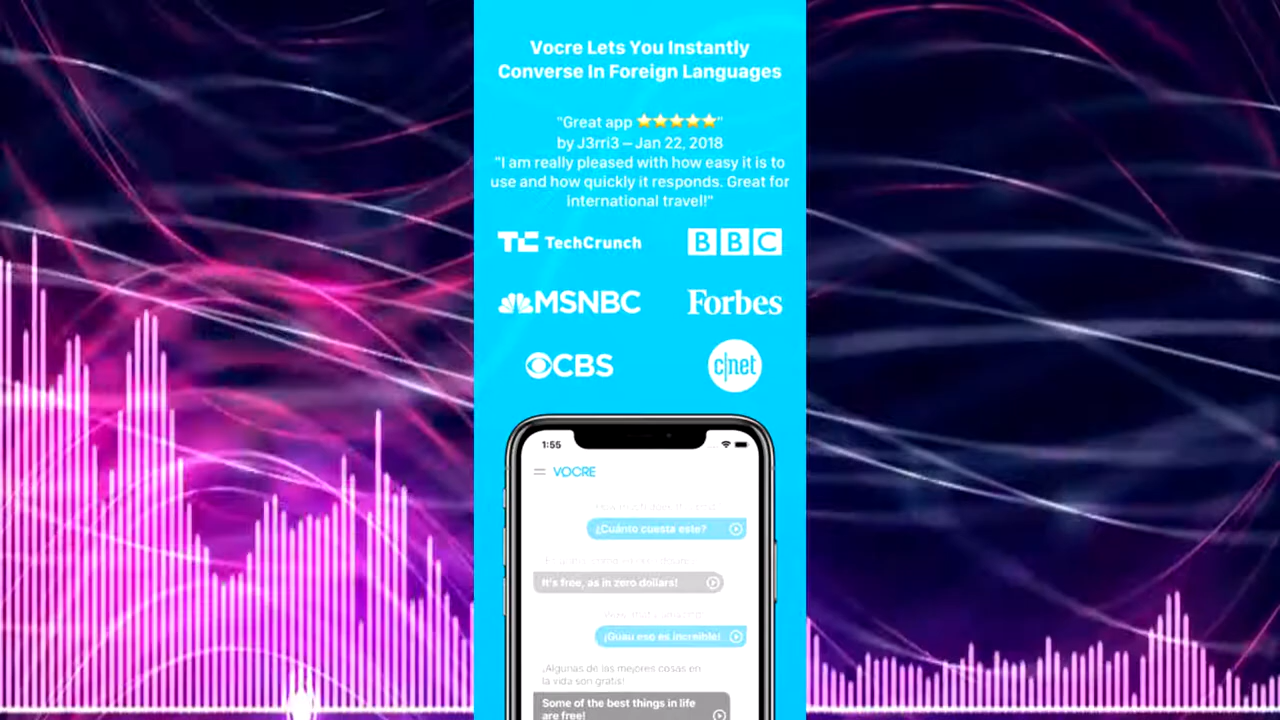 Vocre Lets You Instantly
Converse In Foreign Languages
"Great app ⭐⭐⭐⭐⭐"
by J3rri3 – Jan 22, 2018
"I am really pleased with how easy it is to
use and how quickly it responds. Great for
international travel!"
TC TechCrunch
BBC
MSNBC
Forbes
CBS
c|net
1:55
VOCRE
¿Cuánto cuesta este?
It's free, as in zero dollars!
¡Guau eso es increíble!
¡Algunas de las mejores cosas en
la vida son gratis!
Some of the best things in life
are free!